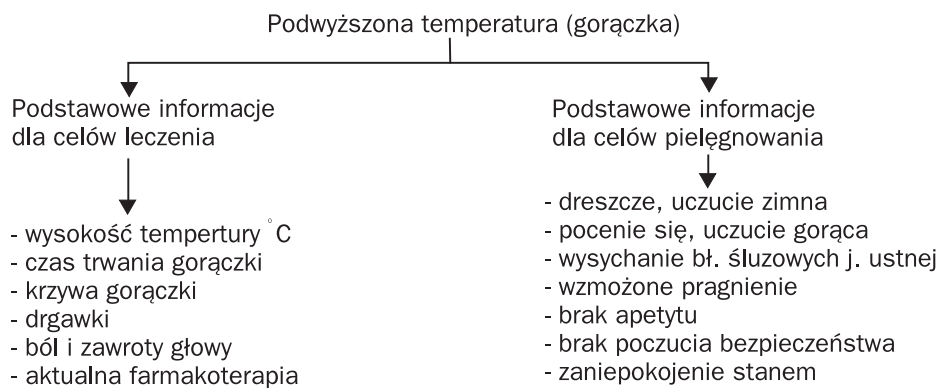 Podwyższona temperatura (gorączka)
Podstawowe informacje
dla celów leczenia
- wysokość tempertury °C
- czas trwania gorączki
- krzywa gorączki
- drgawki
- ból i zawroty głowy
- aktualna farmakoterapia
Podstawowe informacje
dla celów pielęgnowania
- dreszcze, uczucie zimna
- pocenie się, uczucie gorąca
- wysychanie bł. śluzowych j. ustnej
- wzmożone pragnienie
- brak apetytu
- brak poczucia bezpieczeństwa
- zaniepokojenie stanem